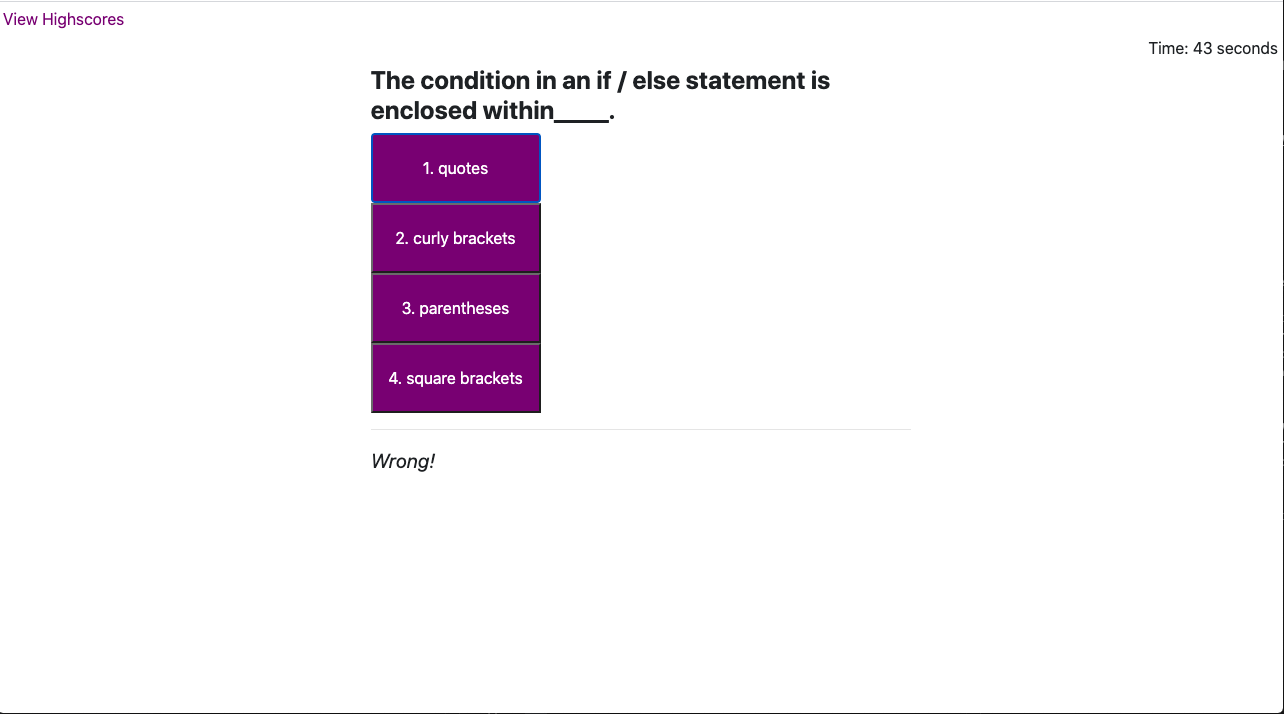 View Highscores
Time: 43 seconds
The condition in an if / else statement is
enclosed within____.
1. quotes
2. curly brackets
3. parentheses
4. square brackets
Wrong!